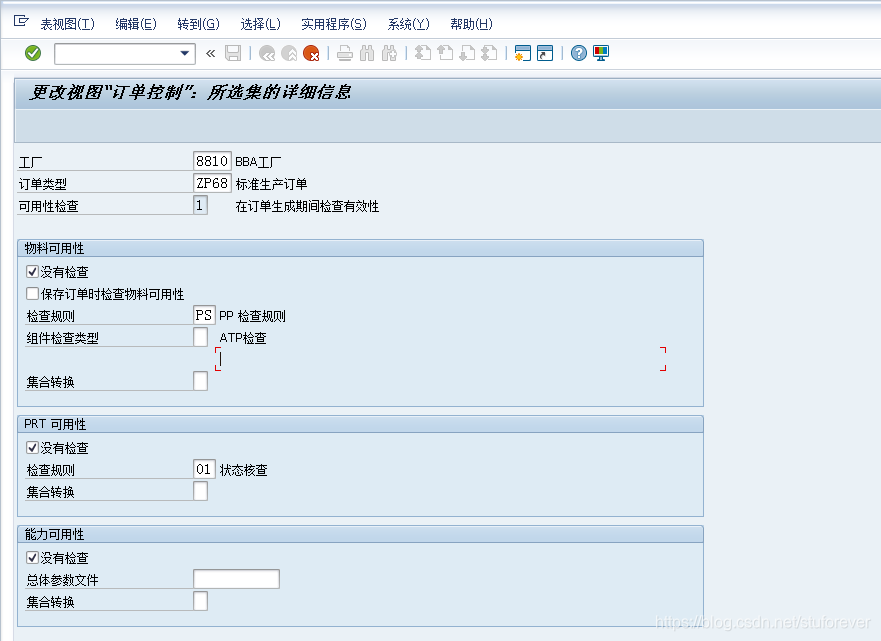 表视图(T) 编辑(E) 转到(G) 选择(L) 实用程序(S) 系统(Y) 帮助(H)
更改视图“订单控制”：所选集的详细信息
工厂 8810 BBA工厂
订单类型 ZP68 标准生产订单
可用性检查 1 在订单生成期间检查有效性
物料可用性
没有检查
保存订单时检查物料可用性
检查规则 PS PP 检查规则
组件检查类型 ATP检查
集合转换
PRT 可用性
没有检查
检查规则 01 状态核查
集合转换
能力可用性
没有检查
总体参数文件
集合转换
https://blog.csdn.net/stuforever